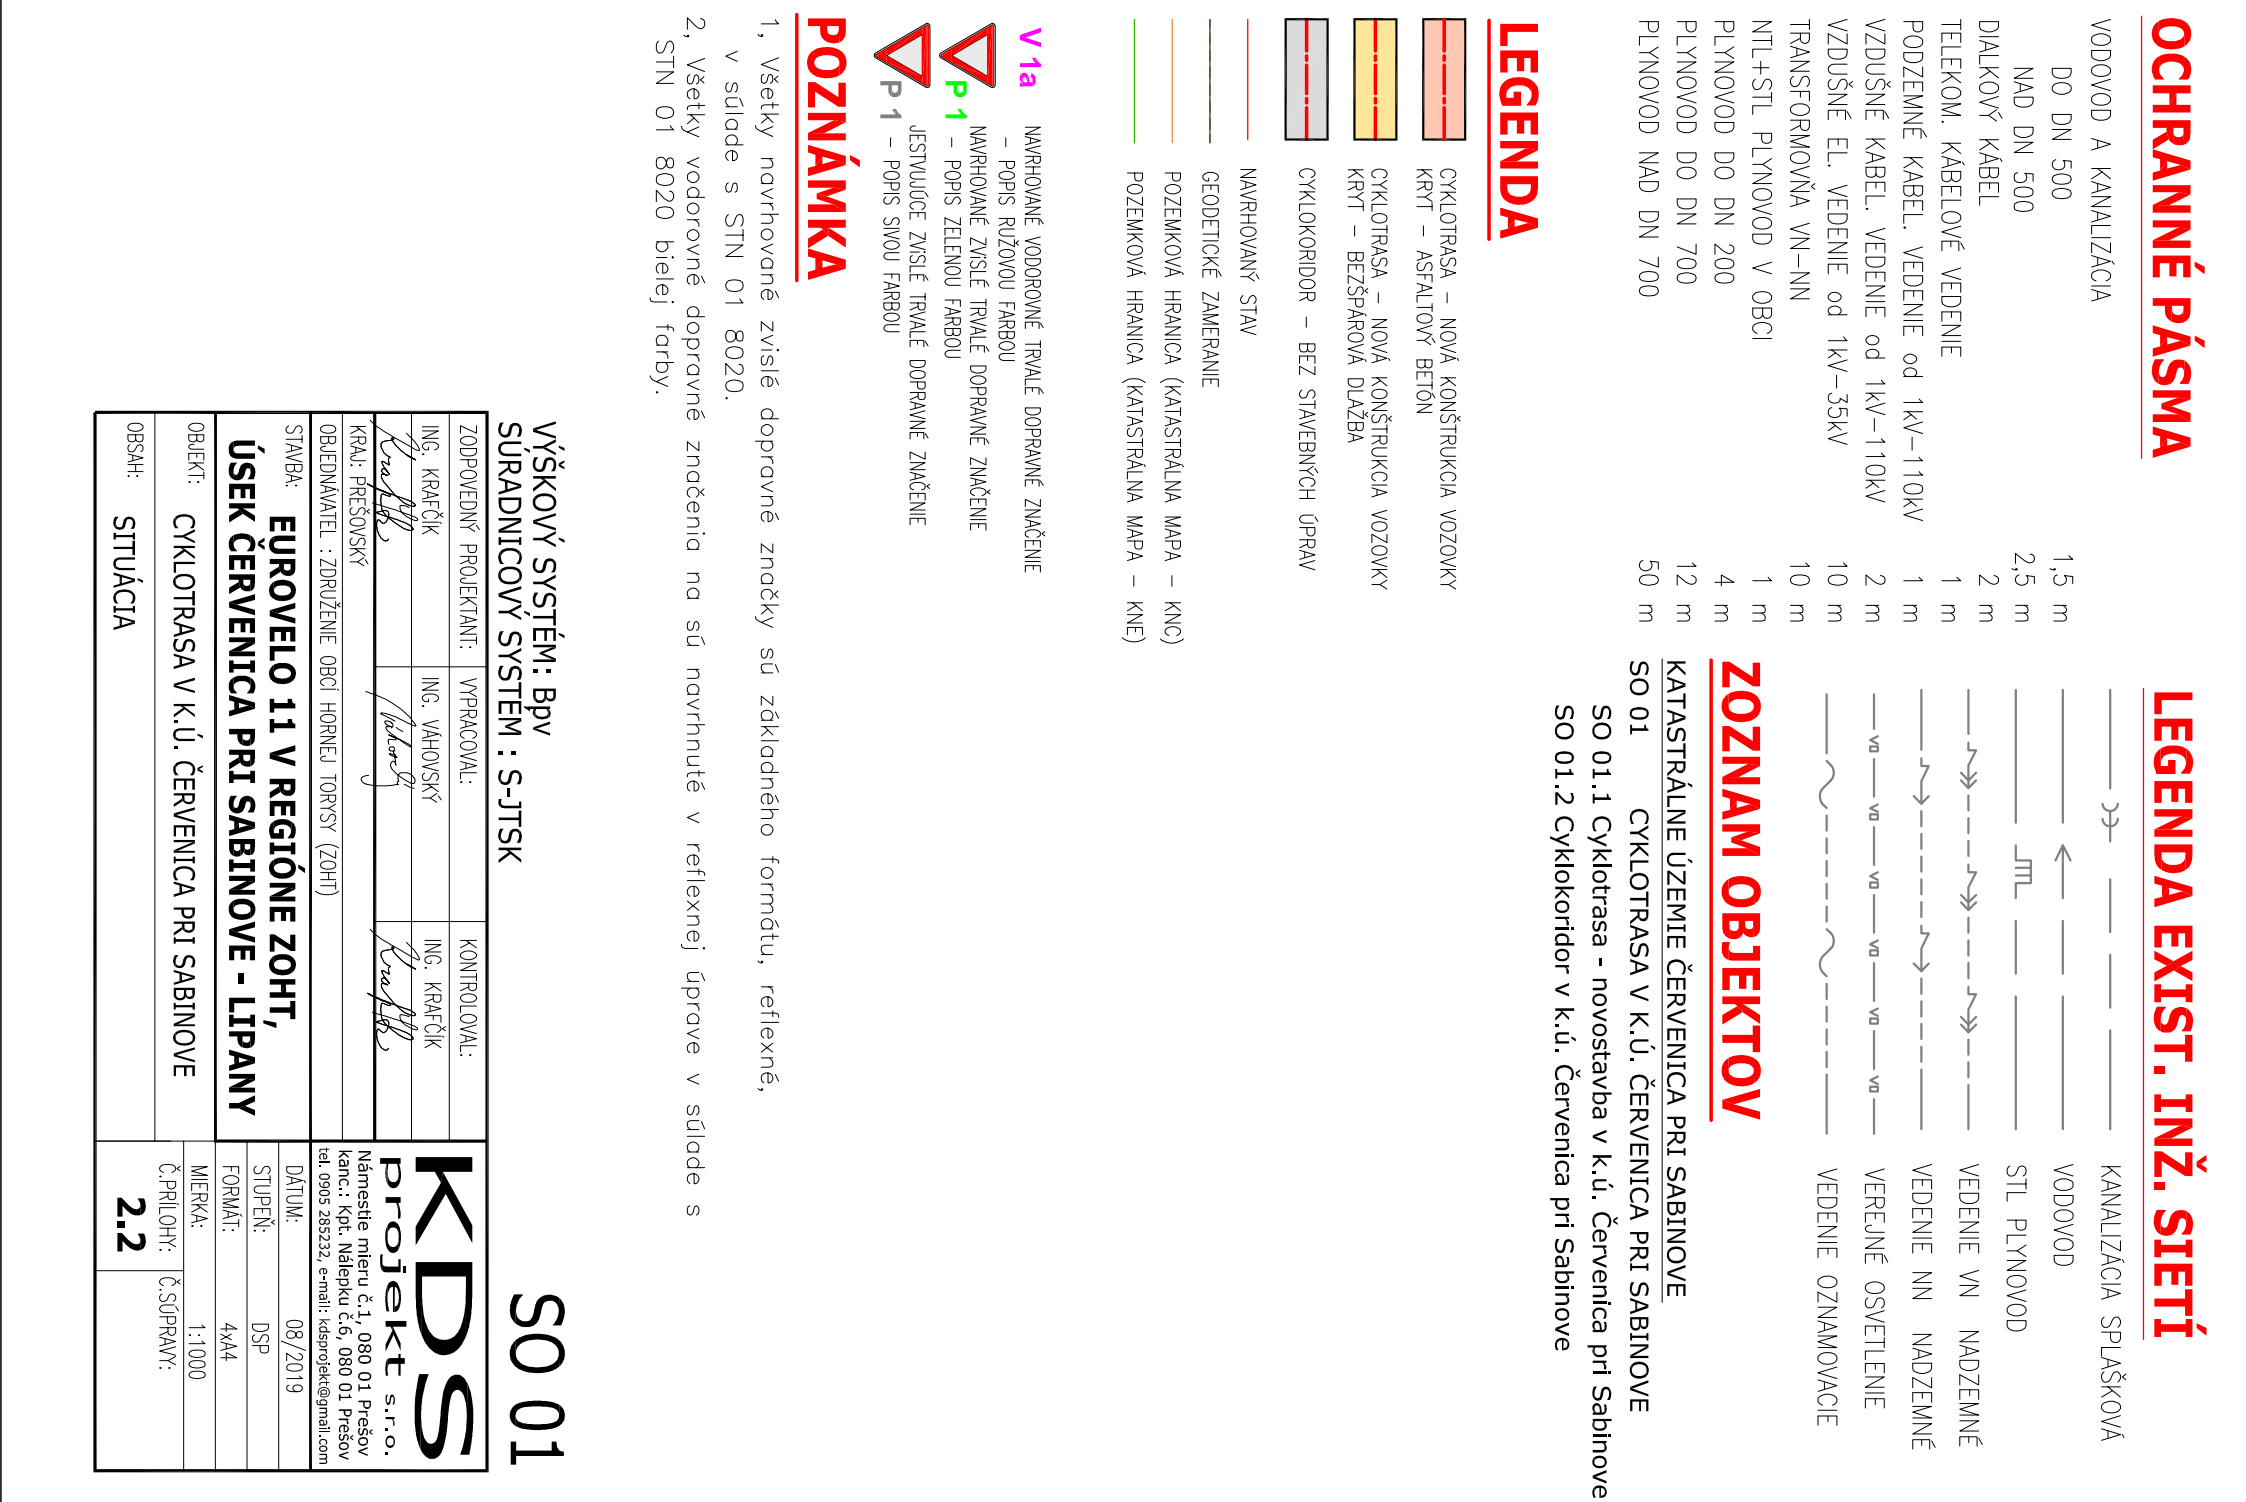 OCHRANNÉ PÁSMA
VODOVOD A KANALIZÁCIA
DO DN 500 1,5 m
NAD DN 500 2,5 m
DIALKOVÝ KÁBEL 2 m
TELEKOM. KÁBELOVÉ VEDENIE 1 m
PODZEMNÉ KABEL. VEDENIE od 1kV-110kV 1 m
VZDUŠNÉ KABEL. VEDENIE od 1kV-110kV 2 m
VZDUŠNÉ EL. VEDENIE od 1kV-35kV 10 m
TRANSFORMOVŇA VN-NN 10 m
NTL+STL PLYNOVOD V OBCI 1 m
PLYNOVOD DO DN 200 4 m
PLYNOVOD DO DN 700 12 m
PLYNOVOD NAD DN 700 50 m
LEGENDA EXIST. INŽ. SIETÍ
KANALIZÁCIA SPLAŠKOVÁ
VODOVOD
STL PLYNOVOD
VEDENIE VN NADZEMNÉ
VEDENIE NN NADZEMNÉ
VO VO VO VO VO VO
VEREJNÉ OSVETLENIE
VEDENIE OZNAMOVACIE
ZOZNAM OBJEKTOV
KATASTRÁLNE ÚZEMIE ČERVENICA PRI SABINOVE
SO 01 CYKLOTRASA V K.Ú. ČERVENICA PRI SABINOVE
SO 01.1 Cyklotrasa - novostavba v k.ú. Červenica pri Sabinove
SO 01.2 Cyklokoridor v k.ú. Červenica pri Sabinove
LEGENDA
CYKLOTRASA - NOVÁ KONŠTRUKCIA VOZOVKY
KRYT - ASFALTOVÝ BETÓN
CYKLOTRASA - NOVÁ KONŠTRUKCIA VOZOVKY
KRYT - BEZŠPÁROVÁ DLAŽBA
CYKLOKORIDOR - BEZ STAVEBNÝCH ÚPRAV
NAVRHOVANÝ STAV
GEODETICKÉ ZAMERANIE
POZEMKOVÁ HRANICA (KATASTRÁLNA MAPA - KNC)
POZEMKOVÁ HRANICA (KATASTRÁLNA MAPA - KNE)
V 1a NAVRHOVANÉ VODOROVNÉ TRVALÉ DOPRAVNÉ ZNAČENIE
- POPIS RUŽOVOU FARBOU
NAVRHOVANÉ ZVISLÉ TRVALÉ DOPRAVNÉ ZNAČENIE
P 1 - POPIS ZELENOU FARBOU
JESTVUJÚCE ZVISLÉ TRVALÉ DOPRAVNÉ ZNAČENIE
P 1 - POPIS SIVOU FARBOU
POZNÁMKA
1, Všetky navrhované zvislé dopravné značky sú základného formátu, reflexné,
v súlade s STN 01 8020.
2, Všetky vodorovné dopravné značenia na sú navrhnuté v reflexnej úprave v súlade s
STN 01 8020 bielej farby.
VÝŠKOVÝ SYSTÉM: Bpv
SÚRADNICOVÝ SYSTÉM : S-JTSK
SO 01
ZODPOVEDNÝ PROJEKTANT: VYPRACOVAL: KONTROLOVAL:
ING. KRAFČÍK ING. VÁHOVSKÝ ING. KRAFČÍK
KRAJ: PREŠOVSKÝ
OBJEDNÁVATEL : ZDRUŽENIE OBCÍ HORNEJ TORYSY (ZOHT)
KDS
projekt s.r.o.
Námestie mieru č.1, 080 01 Prešov
kanc.: Kpt. Nálepku č.6, 080 01 Prešov
tel. 0905 285232, e-mail: kdsprojekt@gmail.com
STAVBA:
EUROVELO 11 V REGIÓNE ZOHT,
ÚSEK ČERVENICA PRI SABINOVE - LIPANY
OBJEKT: CYKLOTRASA V K.Ú. ČERVENICA PRI SABINOVE
OBSAH: SITUÁCIA
DÁTUM: 08/2019
STUPEŇ: DSP
FORMÁT: 4xA4
MIERKA: 1:1000
Č.PRÍLOHY: Č.SÚPRAVY:
2.2